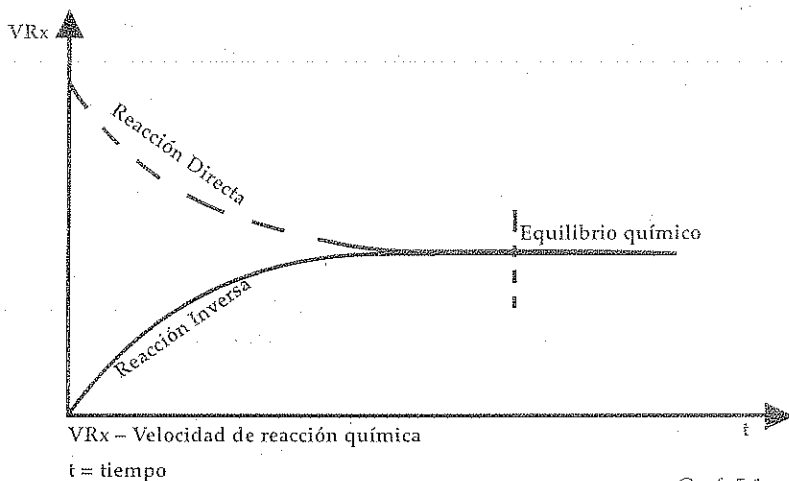 VRx
Reacción Directa
Equilibrio químico
Reacción Inversa
t
VRx – Velocidad de reacción química
t = tiempo